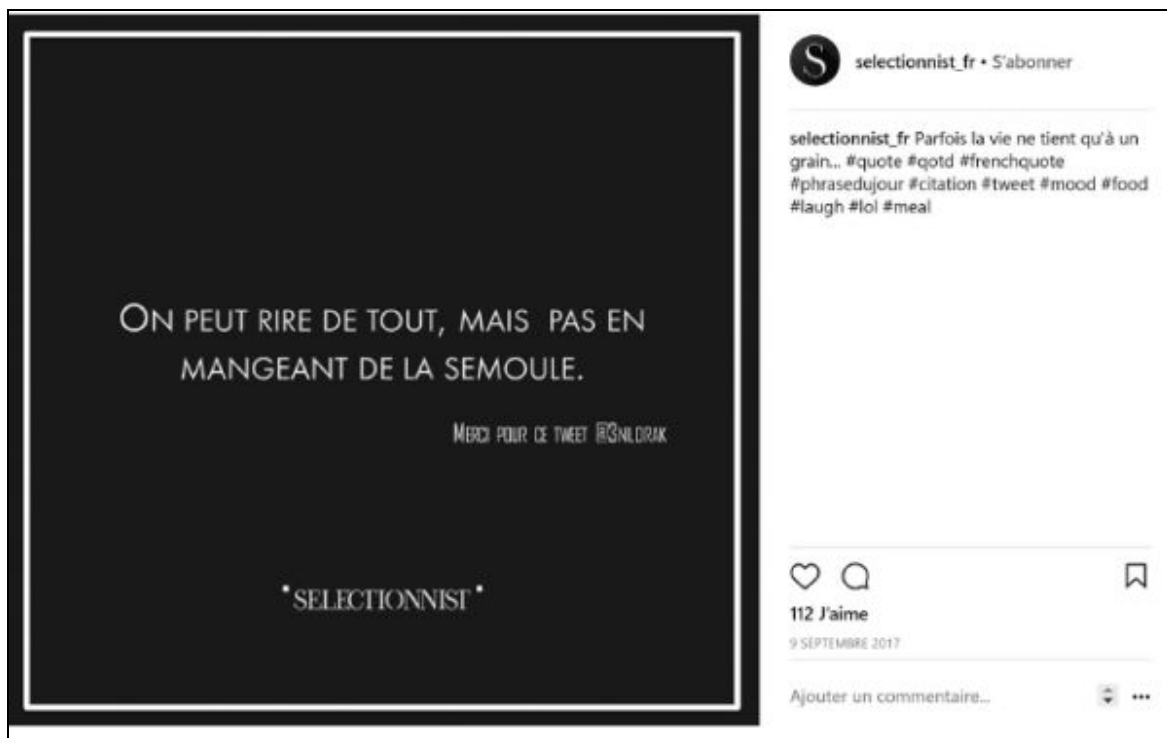 ON PEUT RIRE DE TOUT, MAIS PAS EN
MANGEANT DE LA SEMOULE.
MERCI POUR CE TWEET @3NILDRAK
SELECTIONNIST
S
selectionnist_fr • S'abonner
selectionnist_fr Parfois la vie ne tient qu'à un
grain... #quote #qotd #frenchquote
#phrasedujour #citation #tweet #mood #food
#laugh #lol #meal
112 J'aime
9 SEPTEMBRE 2017
Ajouter un commentaire...